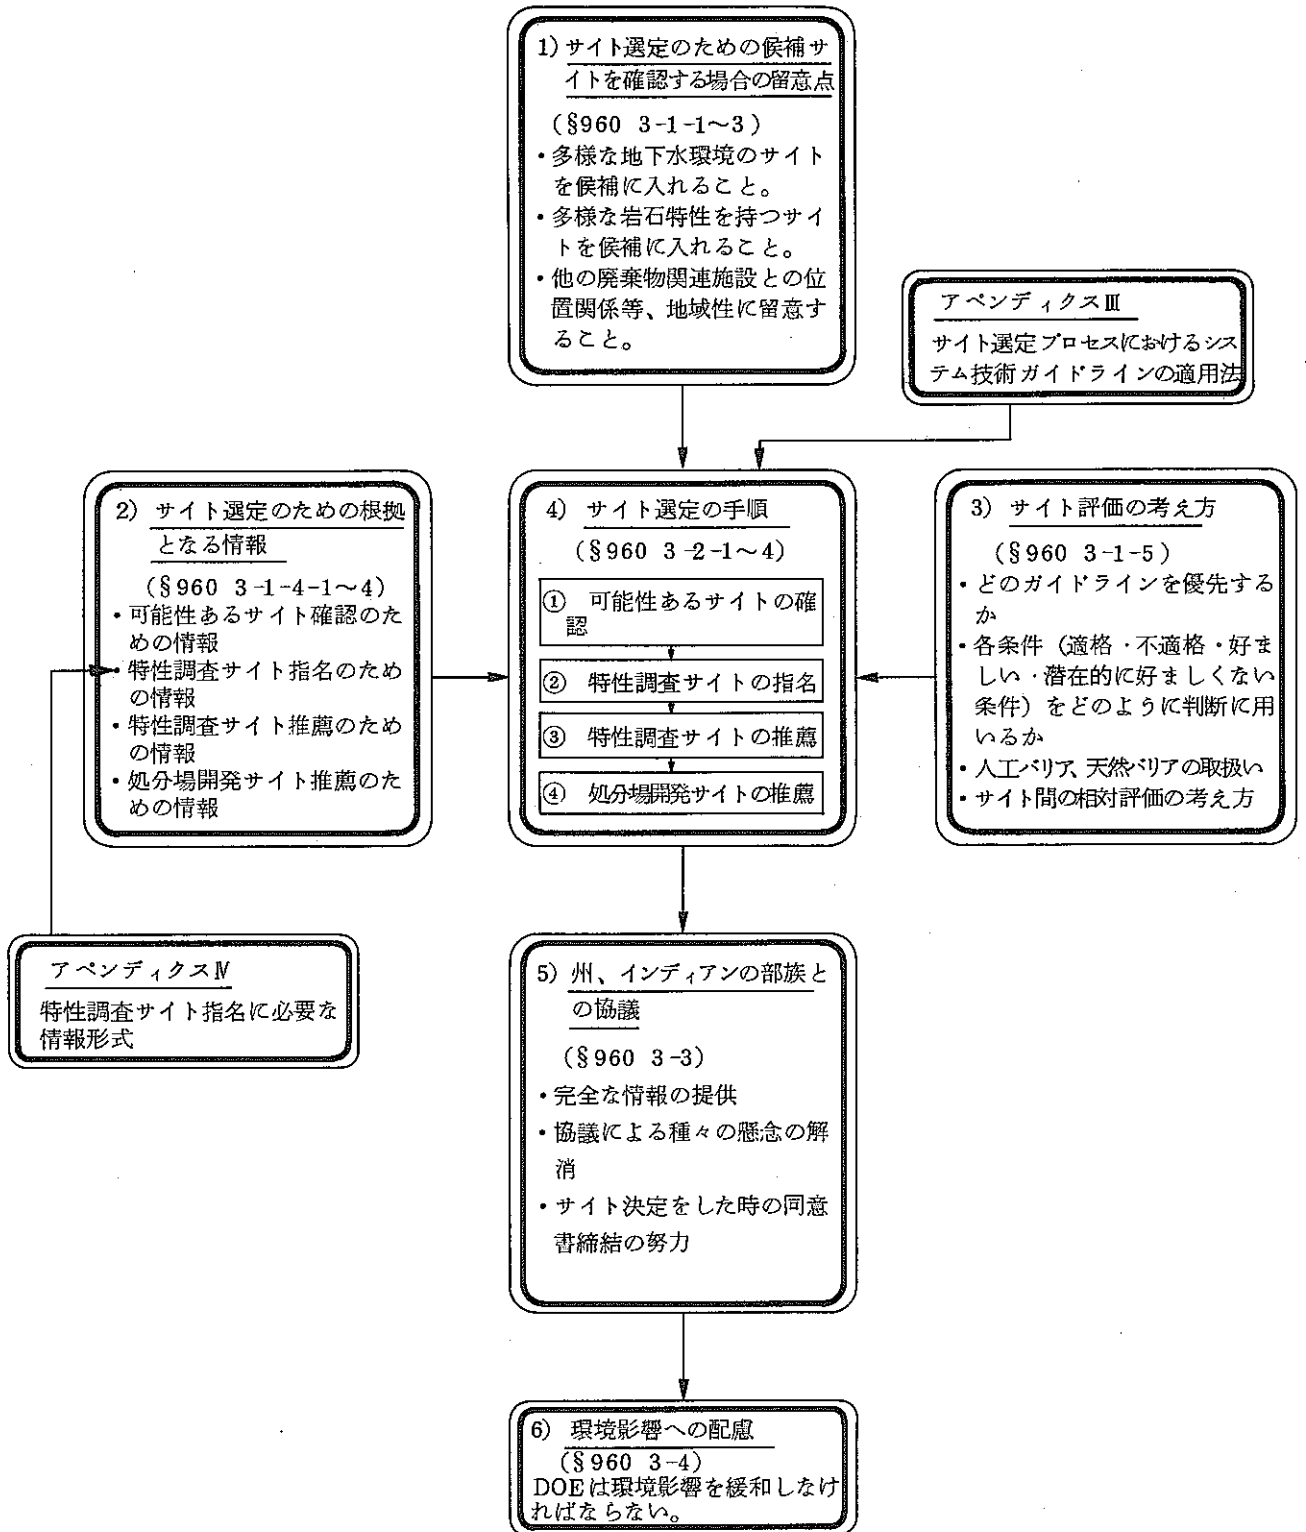 1) サイト選定のための候補サ
イトを確認する場合の留意点
(§960 3-1-1～3)
・多様な地下水環境のサイト
を候補に入れること。
・多様な岩石特性を持つサイ
トを候補に入れること。
・他の廃棄物関連施設との位
置関係等、地域性に留意す
ること。
アペンディクスⅢ
サイト選定プロセスにおけるシス
テム技術ガイドラインの適用法
2) サイト選定のための根拠
となる情報
(§960 3-1-4-1～4)
・可能性あるサイト確認のた
めの情報
・特性調査サイト指名のため
の情報
・特性調査サイト推薦のため
の情報
・処分場開発サイト推薦のた
めの情報
4) サイト選定の手順
(§960 3-2-1～4)
① 可能性あるサイトの確
認
② 特性調査サイトの指名
③ 特性調査サイトの推薦
④ 処分場開発サイトの推薦
3) サイト評価の考え方
(§960 3-1-5)
・どのガイドラインを優先する
か
・各条件（適格・不適格・好ま
しい・潜在的に好ましくない
条件）をどのように判断に用
いるか
・人工バリア、天然バリアの取扱い
・サイト間の相対評価の考え方
アペンディクスⅣ
特性調査サイト指名に必要な
情報形式
5) 州、インディアンの部族と
の協議
(§960 3-3)
・完全な情報の提供
・協議による種々の懸念の解
消
・サイト決定をした時の同意
書締結の努力
6) 環境影響への配慮
(§960 3-4)
DOEは環境影響を緩和しなけ
ればならない。